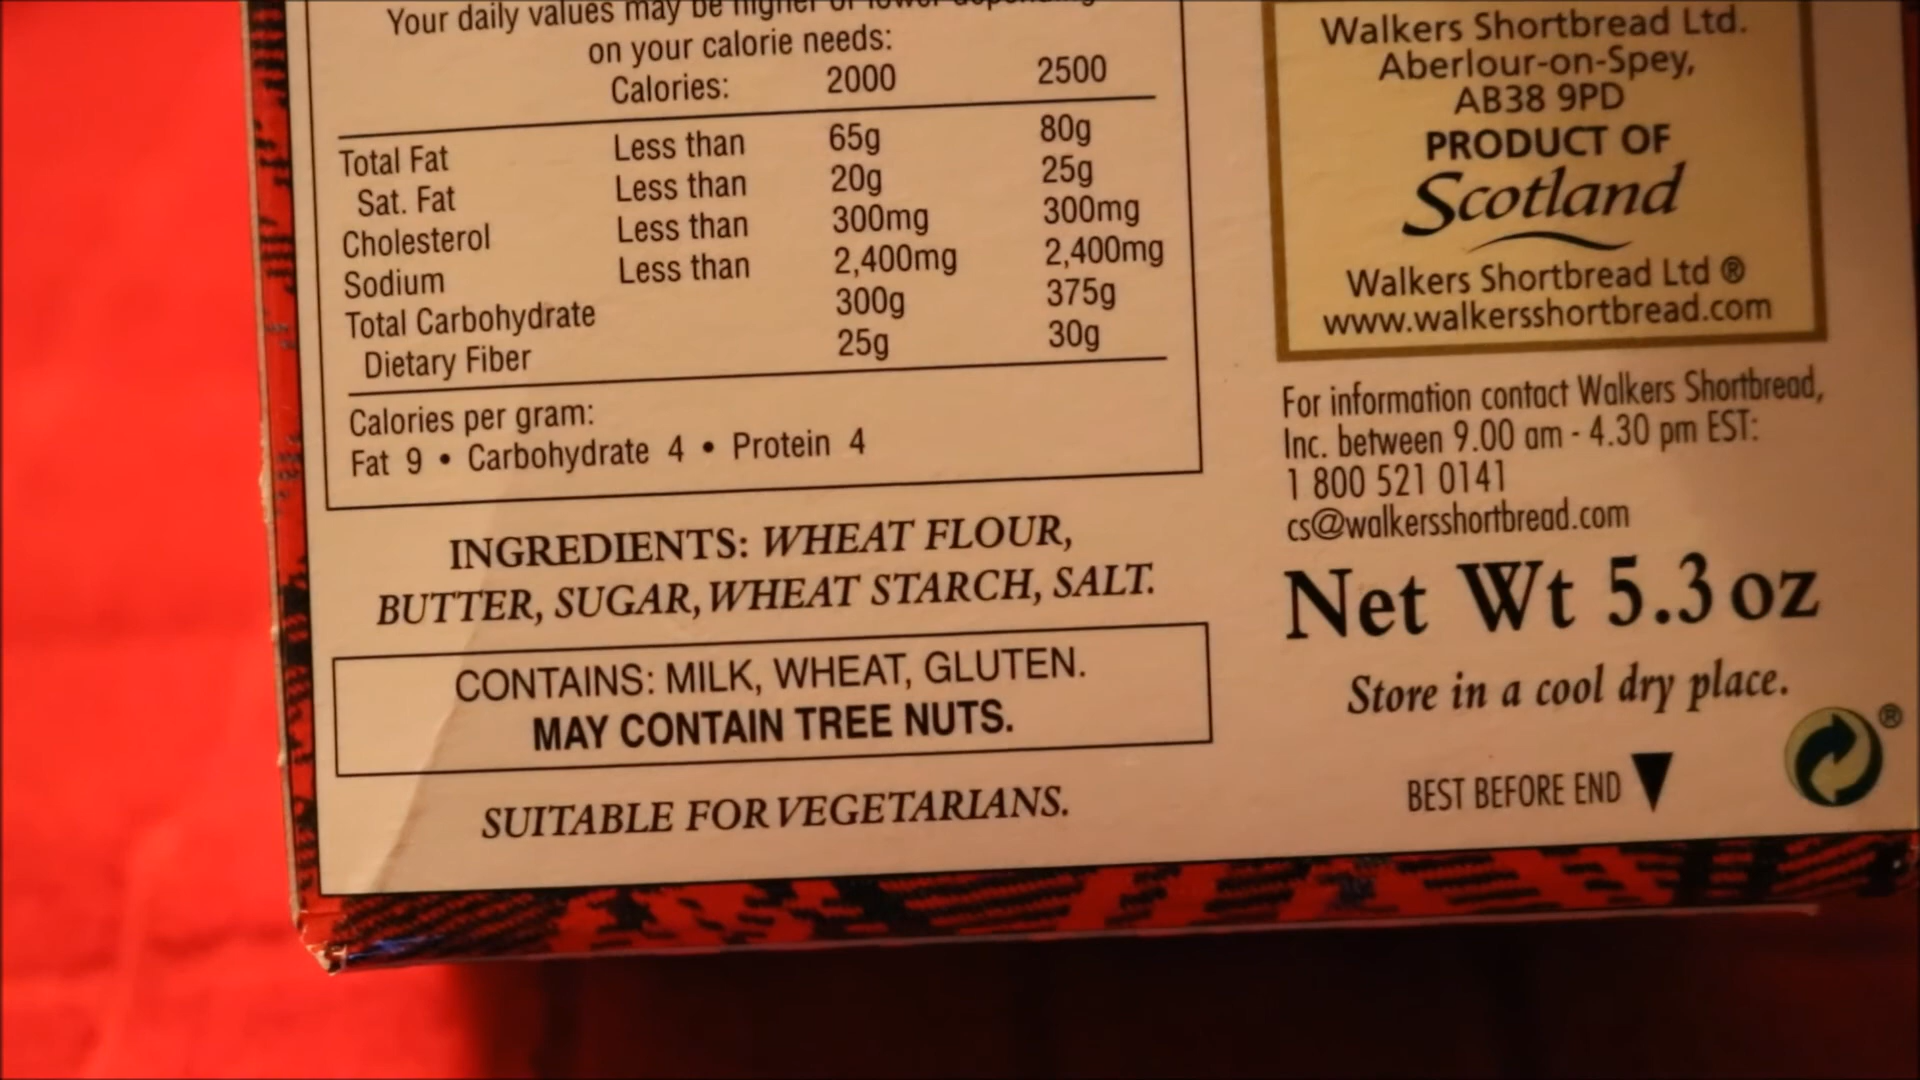 Your daily values may be higher or lower depending
on your calorie needs:
Calories: 2000 2500
Total Fat Less than 65g 80g
Sat. Fat Less than 20g 25g
Cholesterol Less than 300mg 300mg
Sodium Less than 2,400mg 2,400mg
Total Carbohydrate 300g 375g
Dietary Fiber 25g 30g
Calories per gram:
Fat 9 • Carbohydrate 4 • Protein 4
INGREDIENTS: WHEAT FLOUR,
BUTTER, SUGAR, WHEAT STARCH, SALT.
CONTAINS: MILK, WHEAT, GLUTEN.
MAY CONTAIN TREE NUTS.
SUITABLE FOR VEGETARIANS.
Walkers Shortbread Ltd.
Aberlour-on-Spey,
AB38 9PD
PRODUCT OF
Scotland
Walkers Shortbread Ltd ®
www.walkersshortbread.com
For information contact Walkers Shortbread,
Inc. between 9.00 am - 4.30 pm EST:
1 800 521 0141
cs@walkersshortbread.com
Net Wt 5.3 oz
Store in a cool dry place.
BEST BEFORE END ▼
®